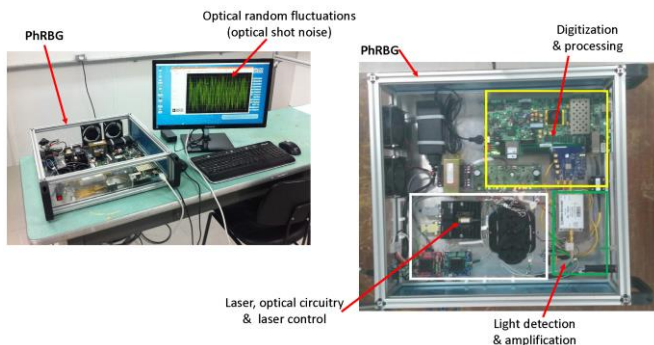 Optical random fluctuations
(optical shot noise)
PhRBG
Digitization
& processing
PhRBG
Laser, optical circuitry
& laser control
Light detection
& amplification